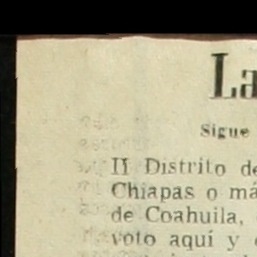 La
Sigue
II Distrito de
Chiapas o má
de Coahuila,
voto aquí y